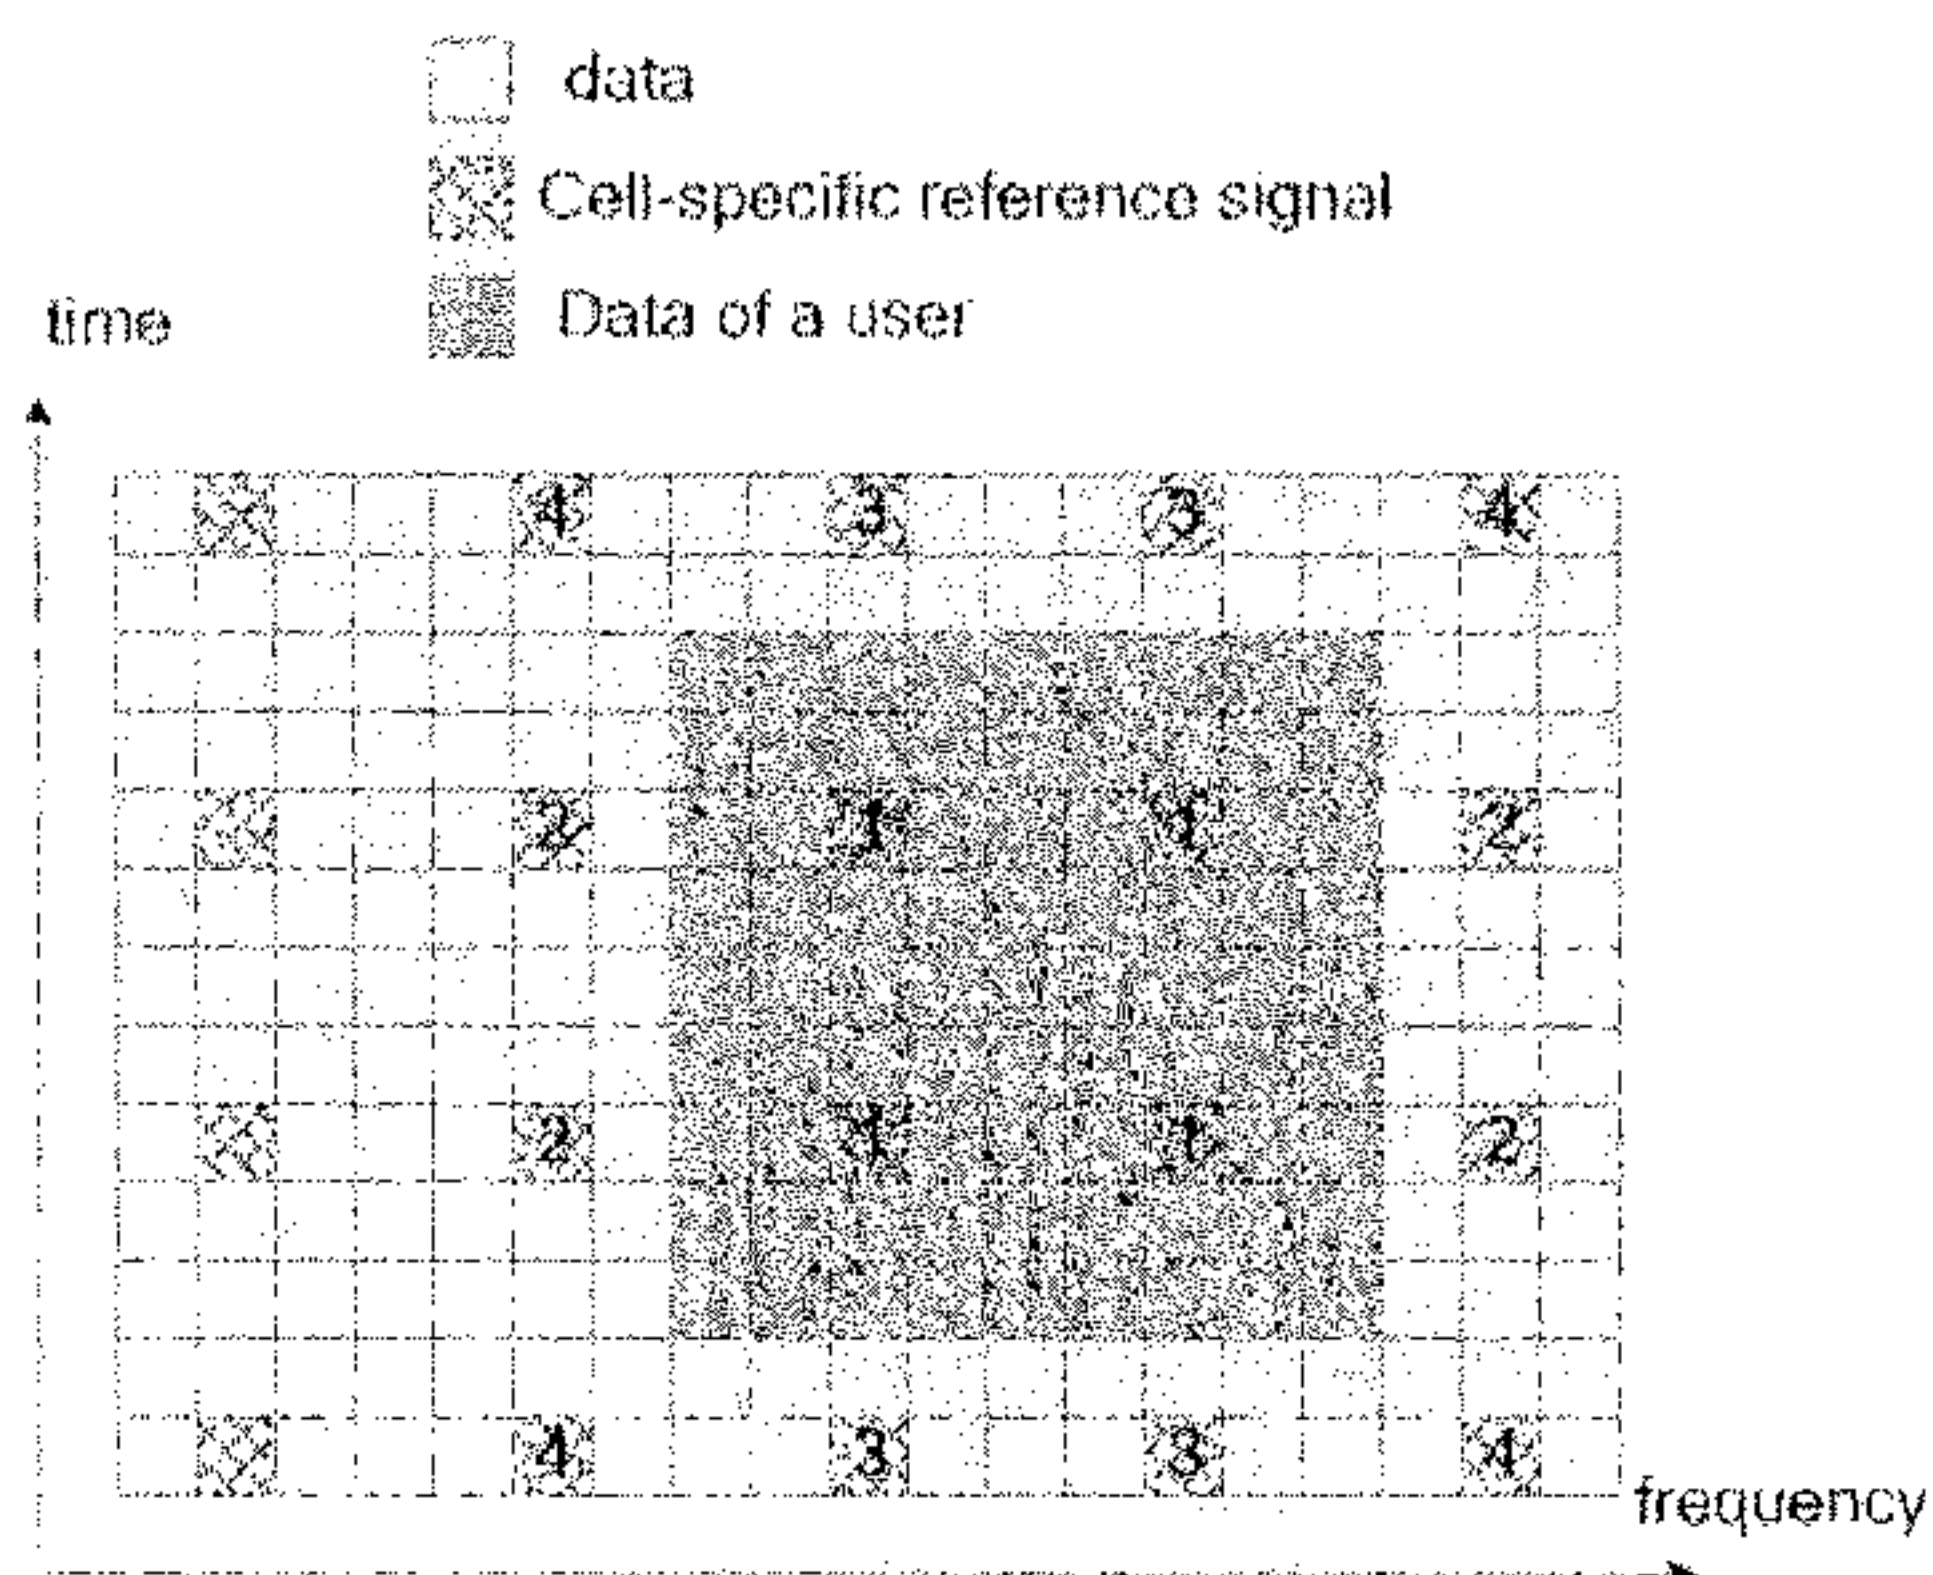 data
Cell-specific reference signal
Data of a user
time
4 3 3 4
2 1 1 2
2 1 1 2
4 3 3 4
frequency